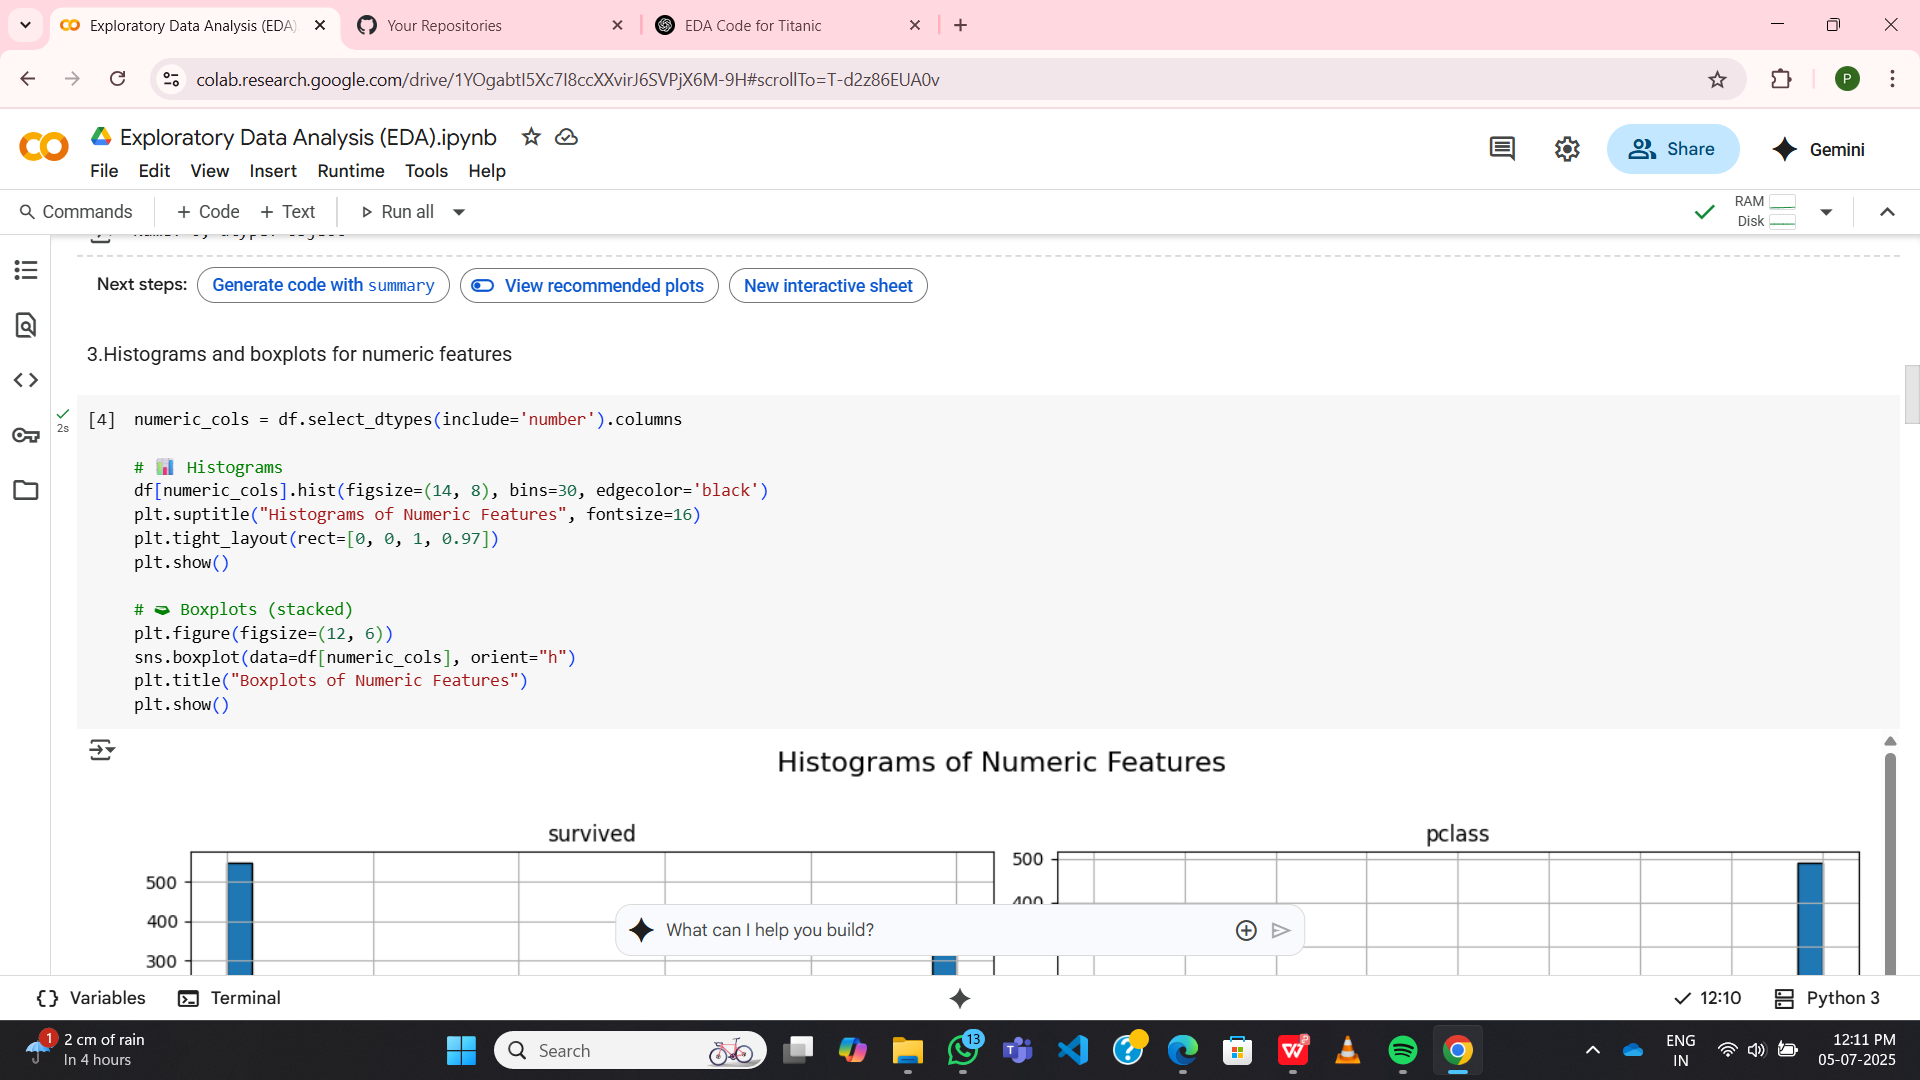 Exploratory Data Analysis (EDA)
Your Repositories
EDA Code for Titanic
colab.research.google.com/drive/1YOgabtI5Xc7I8ccXXvirJ6SVPjX6M-9H#scrollTo=T-d2z86EUA0v
P
Exploratory Data Analysis (EDA).ipynb
File Edit View Insert Runtime Tools Help
Share
Gemini
Commands
+ Code + Text
Run all
RAM
Disk
Next steps:
Generate code with summary
View recommended plots
New interactive sheet
3.Histograms and boxplots for numeric features
2s
[4] numeric_cols = df.select_dtypes(include='number').columns
# 📊 Histograms
df[numeric_cols].hist(figsize=(14, 8), bins=30, edgecolor='black')
plt.suptitle("Histograms of Numeric Features", fontsize=16)
plt.tight_layout(rect=[0, 0, 1, 0.97])
plt.show()
# Boxplots (stacked)
plt.figure(figsize=(12, 6))
sns.boxplot(data=df[numeric_cols], orient="h")
plt.title("Boxplots of Numeric Features")
plt.show()
Histograms of Numeric Features
survived
pclass
500
400
300
500
400
What can I help you build?
Variables
Terminal
12:10
Python 3
1
2 cm of rain
In 4 hours
Search
13
ENG
IN
12:11 PM
05-07-2025